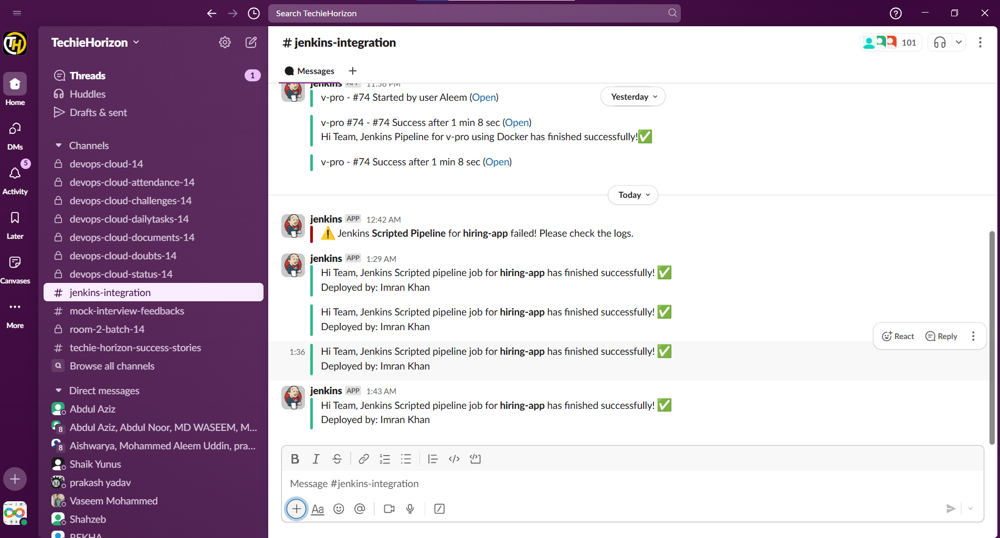 Search TechieHorizon
TH
TechieHorizon
Threads
1
Huddles
Drafts & sent
Channels
devops-cloud-14
devops-cloud-attendance-14
devops-cloud-challenges-14
devops-cloud-dailytasks-14
devops-cloud-documents-14
devops-cloud-doubts-14
devops-cloud-status-14
jenkins-integration
mock-interview-feedbacks
room-2-batch-14
techie-horizon-success-stories
Browse all channels
Direct messages
Abdul Aziz
8 Abdul Aziz, Abdul Noor, MD WASEEM, M...
8 Aishwarya, Mohammed Aleem Uddin, pra...
Shaik Yunus
prakash yadav
Vaseem Mohammed
Shahzeb
REKHA
Home
DMs
5
Activity
Later
Canvases
More
# jenkins-integration
101
Messages
jenkins APP 11:56 PM
v-pro - #74 Started by user Aleem (Open)
Yesterday
v-pro #74 - #74 Success after 1 min 8 sec (Open)
Hi Team, Jenkins Pipeline for v-pro using Docker has finished successfully!✅
v-pro - #74 Success after 1 min 8 sec (Open)
Today
jenkins APP 12:42 AM
⚠️ Jenkins Scripted Pipeline for hiring-app failed! Please check the logs.
jenkins APP 1:29 AM
Hi Team, Jenkins Scripted pipeline job for hiring-app has finished successfully! ✅
Deployed by: Imran Khan
Hi Team, Jenkins Scripted pipeline job for hiring-app has finished successfully! ✅
Deployed by: Imran Khan
React Reply
1:36 Hi Team, Jenkins Scripted pipeline job for hiring-app has finished successfully! ✅
Deployed by: Imran Khan
jenkins APP 1:43 AM
Hi Team, Jenkins Scripted pipeline job for hiring-app has finished successfully! ✅
Deployed by: Imran Khan
Message #jenkins-integration
Aa